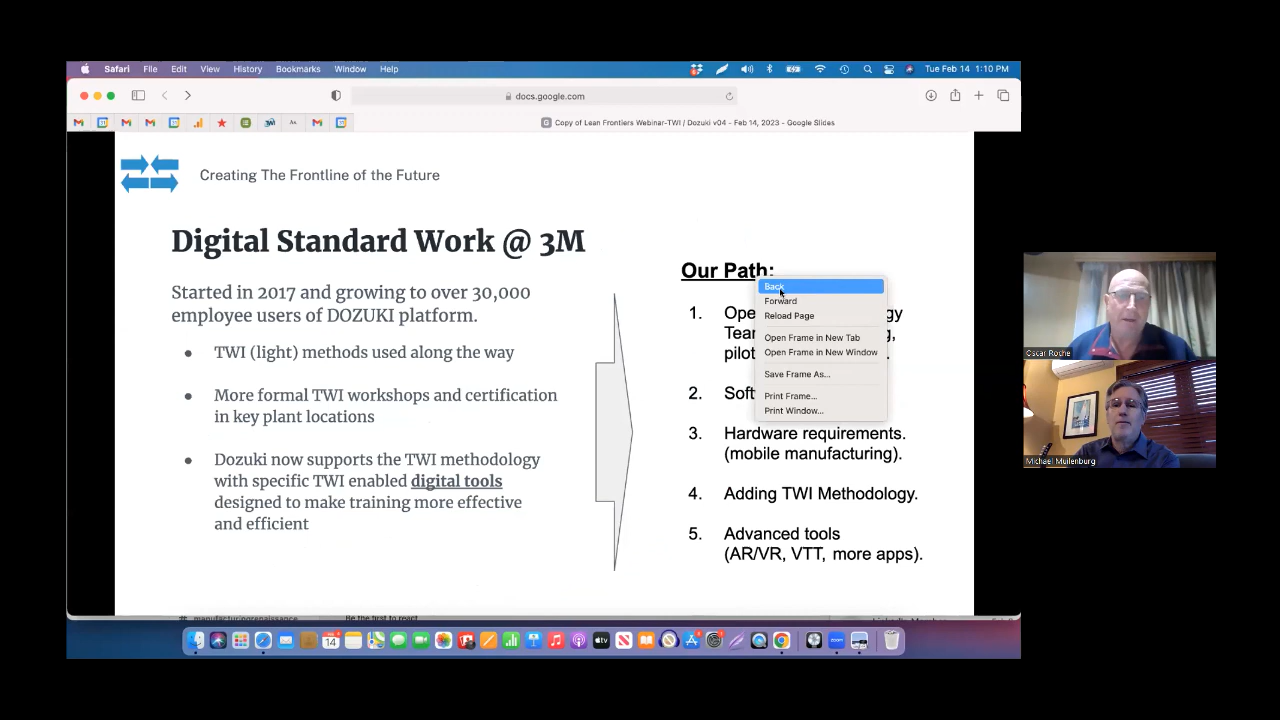 Safari File Edit View History Bookmarks Window Help Tue Feb 14 1:10 PM
docs.google.com
Copy of Lean Frontiers Webinar-TWI / Dozuki v04 - Feb 14, 2023 - Google Slides
Creating The Frontline of the Future
Digital Standard Work @ 3M
Started in 2017 and growing to over 30,000
employee users of DOZUKI platform.
● TWI (light) methods used along the way
● More formal TWI workshops and certification
in key plant locations
● Dozuki now supports the TWI methodology
with specific TWI enabled digital tools
designed to make training more effective
and efficient
Our Path:
1. Ope gy
Team
pilot
2. Soft
3. Hardware requirements.
(mobile manufacturing).
4. Adding TWI Methodology.
5. Advanced tools
(AR/VR, VTT, more apps).
Back
Forward
Reload Page
Open Frame in New Tab
Open Frame in New Window
Save Frame As...
Print Frame...
Print Window...
Oscar Roche
Michael Muilenburg
Be the first to react